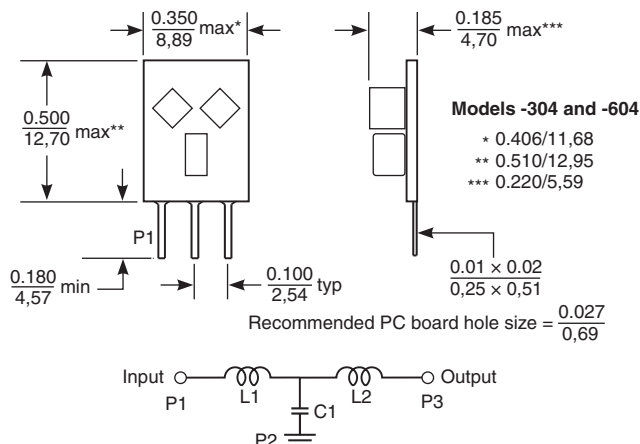 0.350
8,89 max*
0.185
4,70 max***
0.500
12,70 max**
Models -304 and -604
* 0.406/11,68
** 0.510/12,95
*** 0.220/5,59
P1
0.180
4,57 min
0.100
2,54 typ
0.01 × 0.02
0,25 × 0,51
Recommended PC board hole size = 0.027
0,69
Input
P1
L1
C1
P2
L2
Output
P3